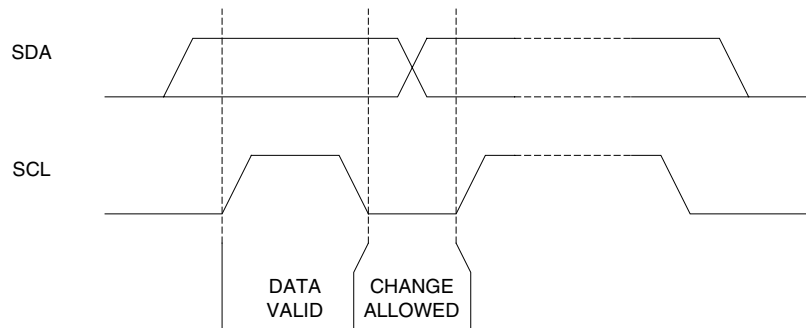 SDA
SCL
DATA
VALID
CHANGE
ALLOWED